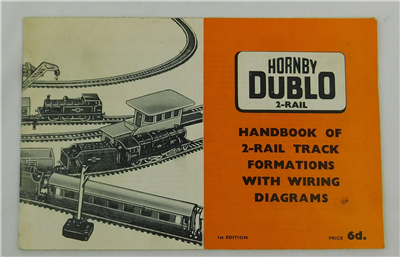 HORNBY
DUBLO
2-RAIL
HANDBOOK OF
2-RAIL TRACK
FORMATIONS
WITH WIRING
DIAGRAMS
1st EDITION PRICE 6d.